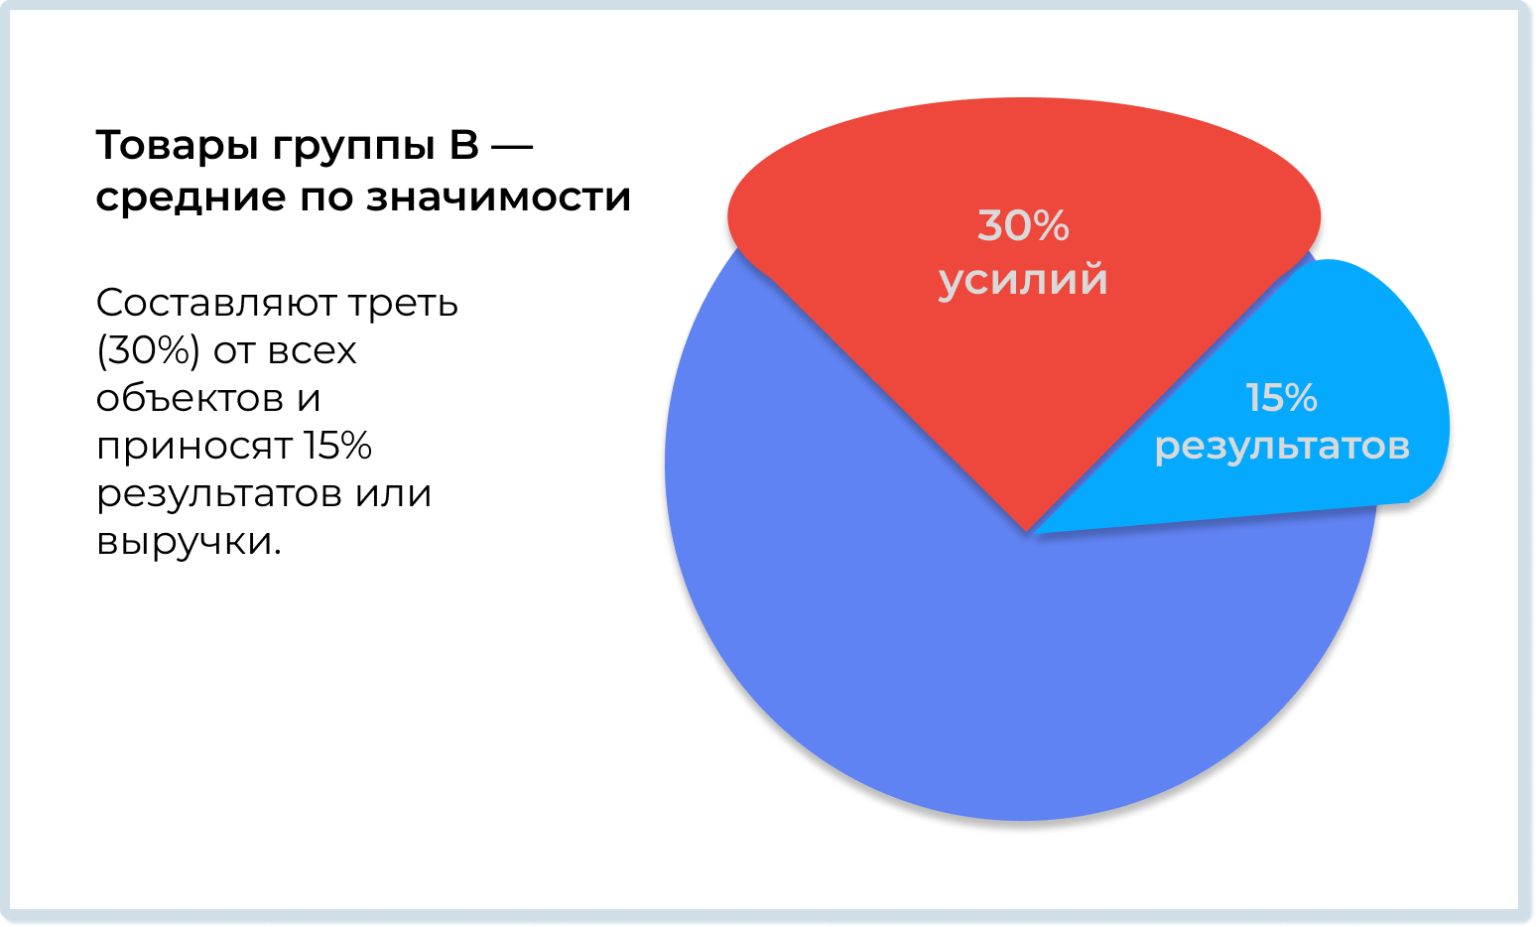 Товары группы В —
средние по значимости
Составляют треть
(30%) от всех
объектов и
приносят 15%
результатов или
выручки.
30%
усилий
15%
результатов